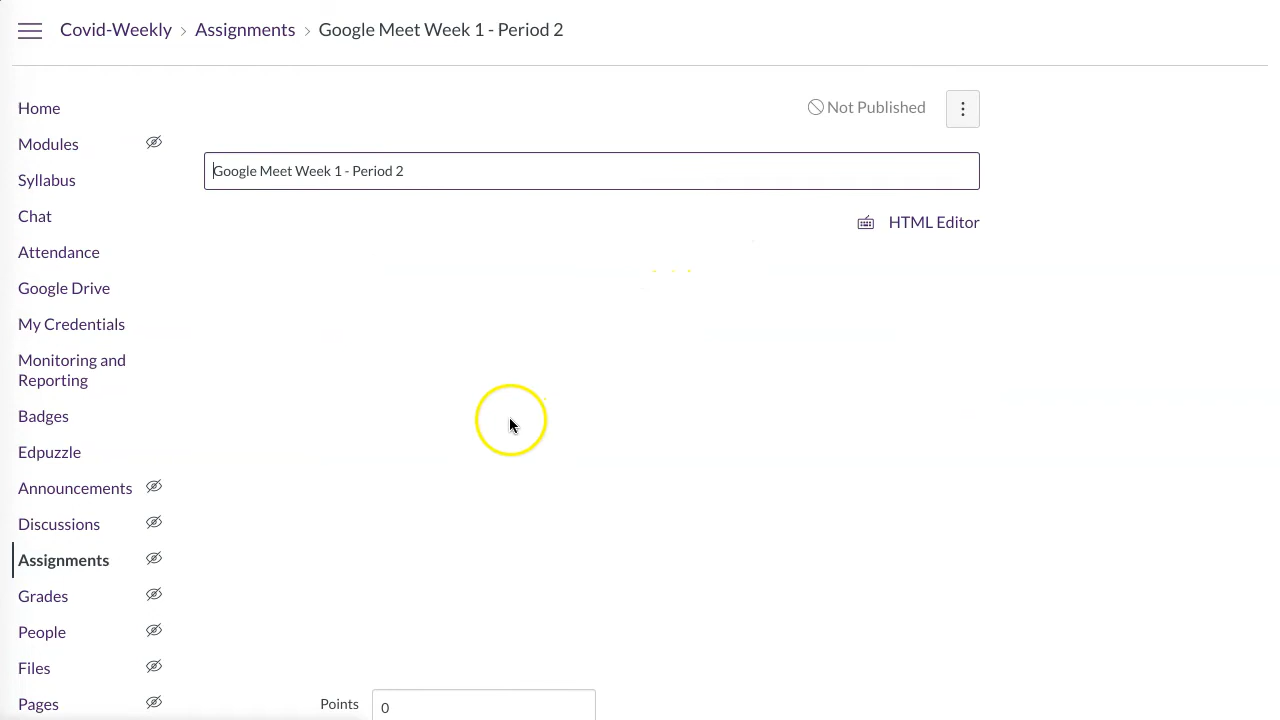 Covid-Weekly > Assignments > Google Meet Week 1 - Period 2
Not Published
Google Meet Week 1 - Period 2
HTML Editor
Home
Modules
Syllabus
Chat
Attendance
Google Drive
My Credentials
Monitoring and
Reporting
Badges
Edpuzzle
Announcements
Discussions
Assignments
Grades
People
Files
Pages
Points 0